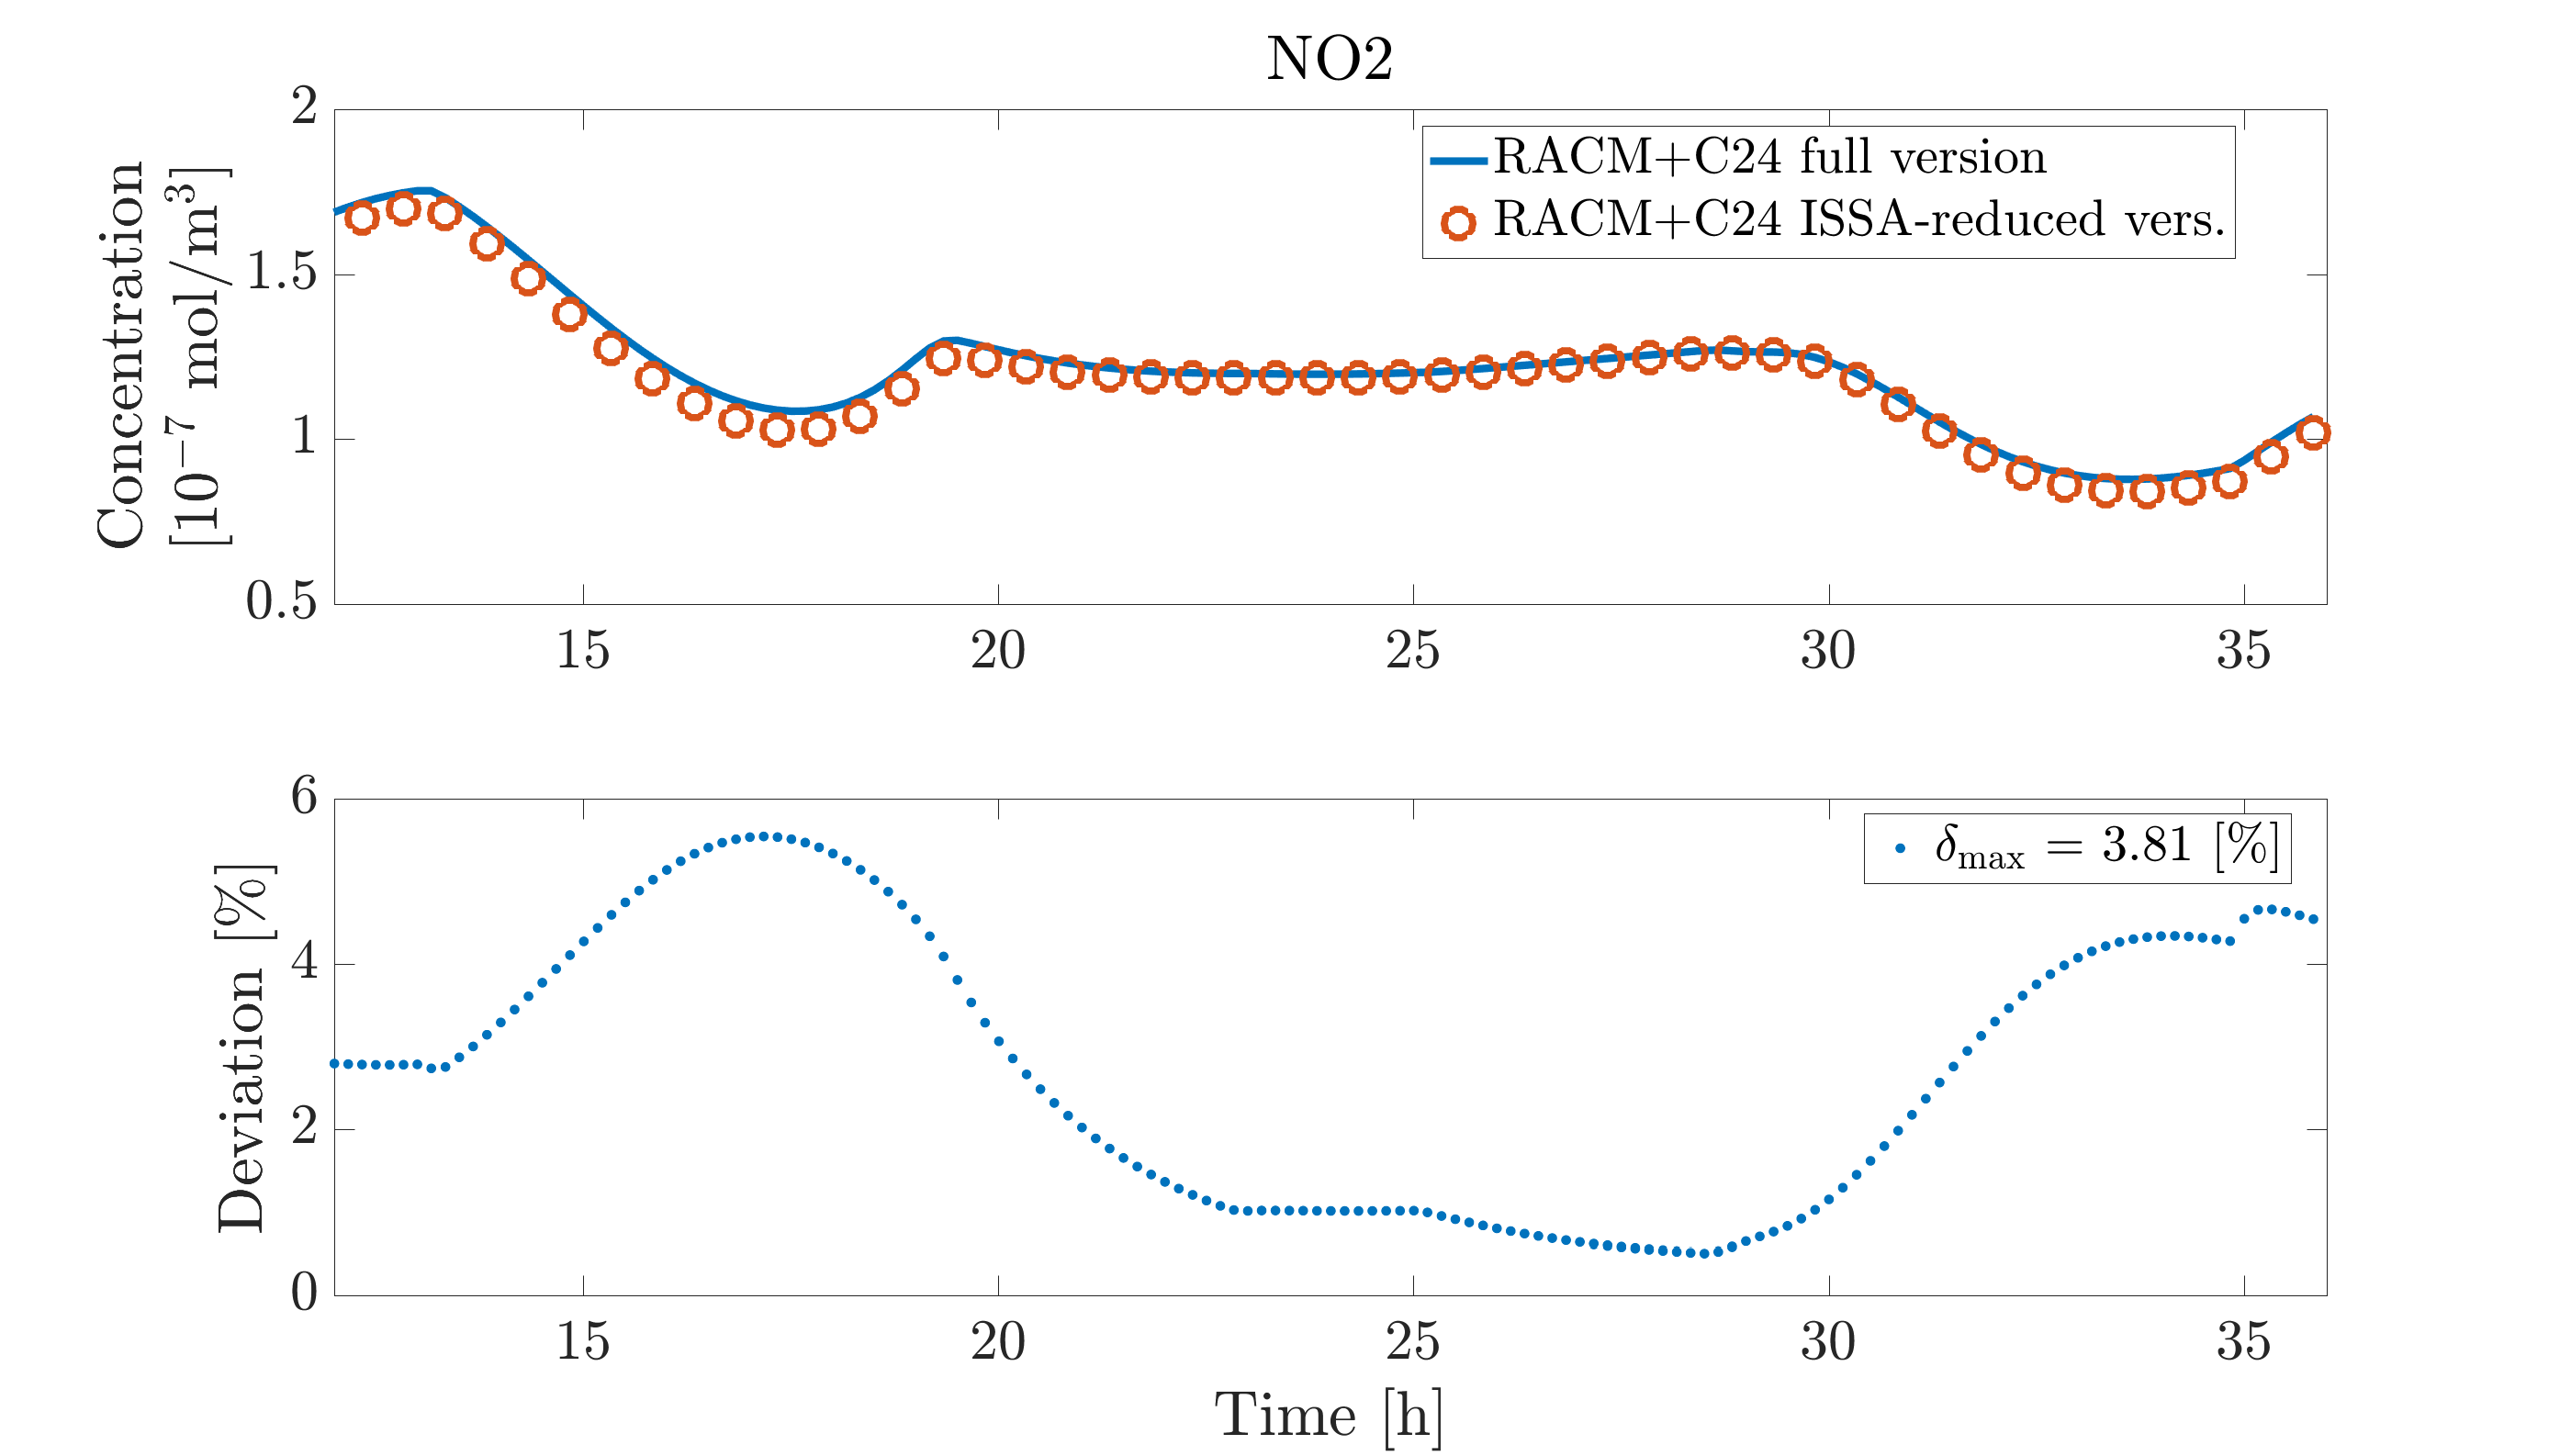 NO2
Concentration
[10⁻⁷ mol/m³]
2
1.5
1
0.5
RACM+C24 full version
RACM+C24 ISSA-reduced vers.
15 20 25 30 35
Deviation [%]
6
4
2
0
δmax = 3.81 [%]
15 20 25 30 35
Time [h]